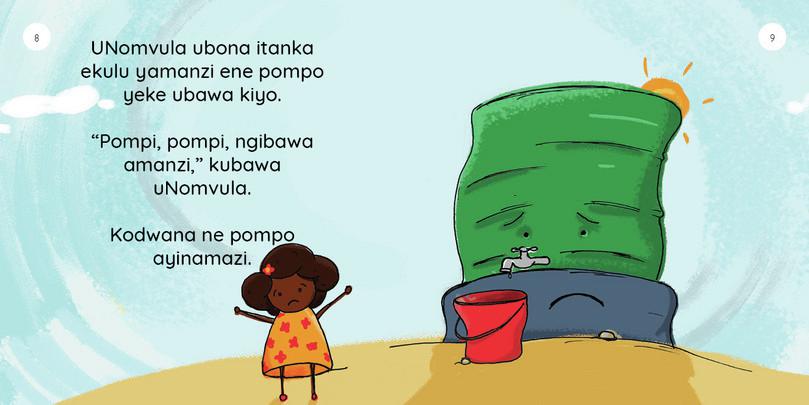 8
UNomvula ubona itanka
ekulu yamanzi ene pompo
yeke ubawa kiyo.
“Pompi, pompi, ngibawa
amanzi,” kubawa
uNomvula.
Kodwana ne pompo
ayinamazi.
9